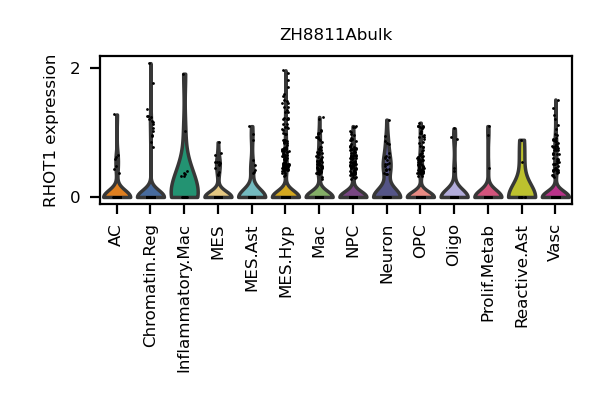 ZH8811Abulk
RHOT1 expression
2
0
AC
Chromatin.Reg
Inflammatory.Mac
MES
MES.Ast
MES.Hyp
Mac
NPC
Neuron
OPC
Oligo
Prolif.Metab
Reactive.Ast
Vasc